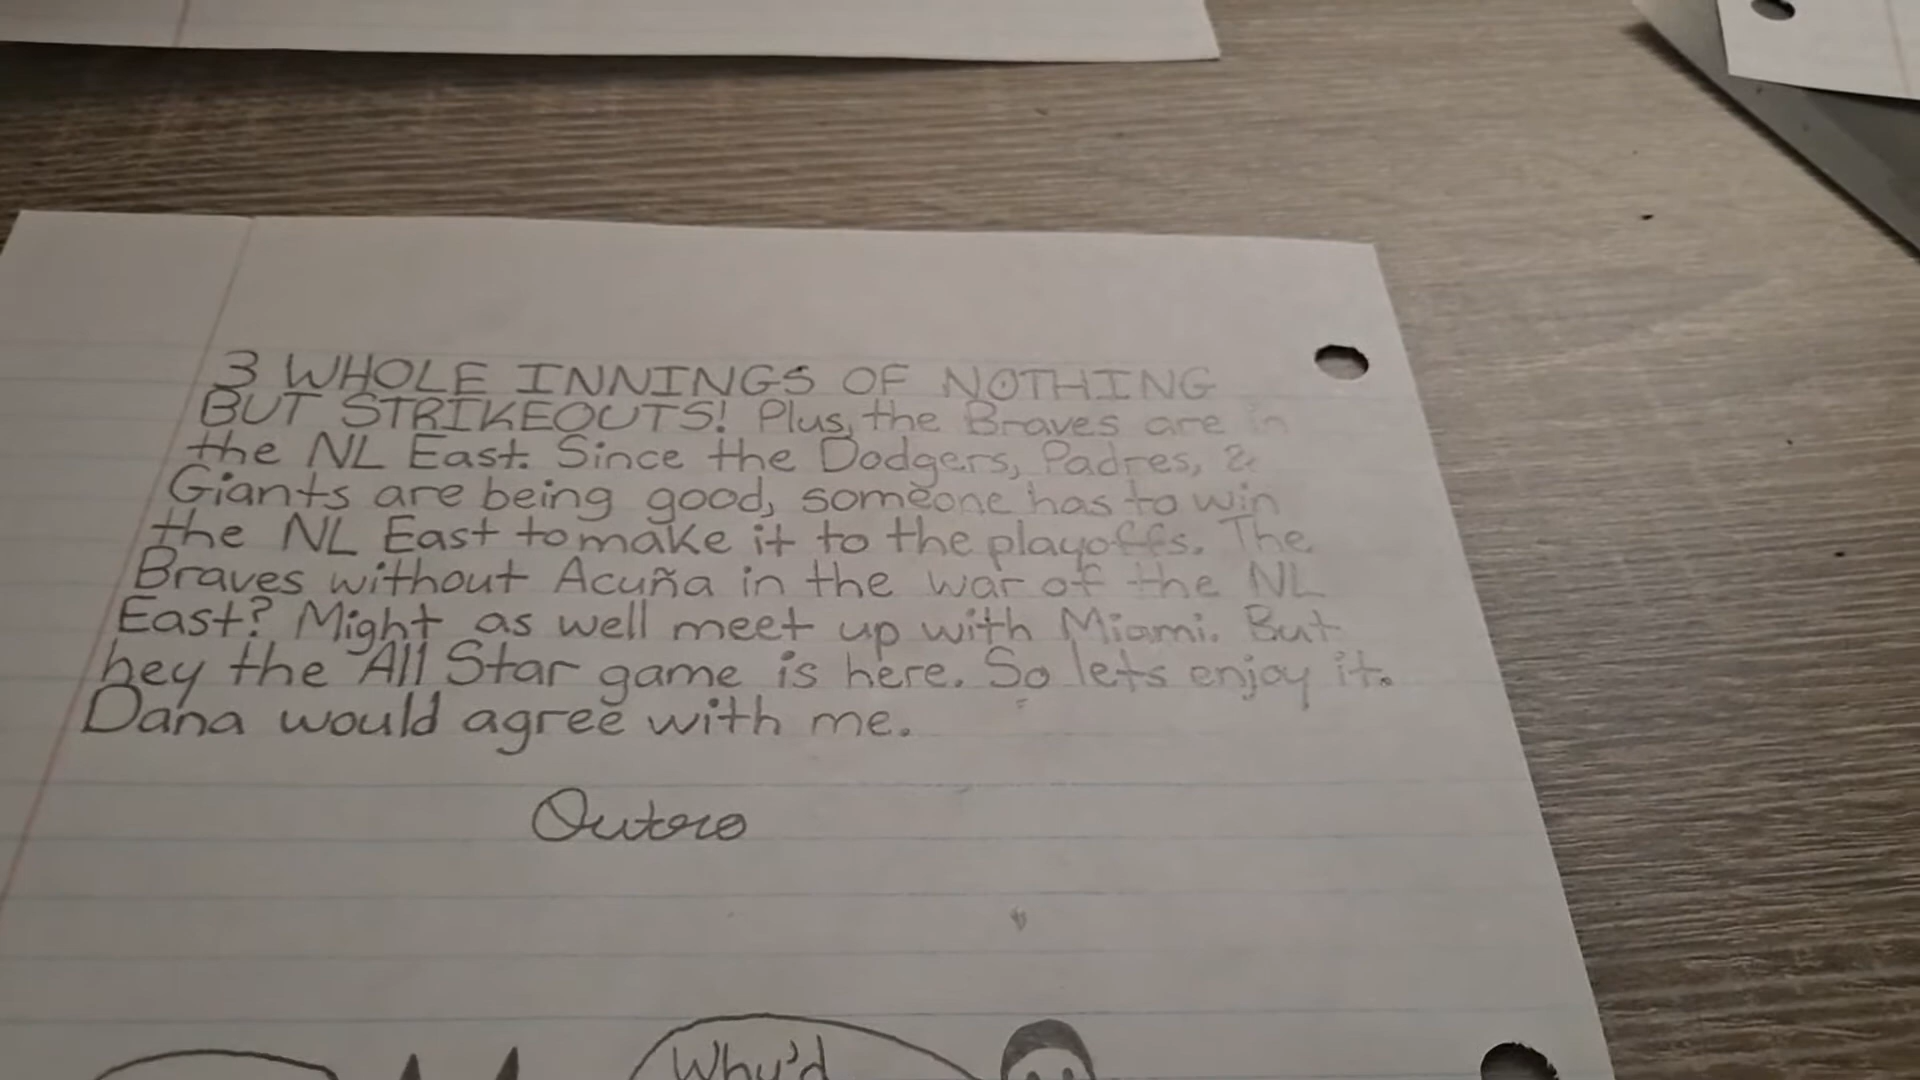 3 WHOLE INNINGS OF NOTHING
BUT STRIKEOUTS! Plus, the Braves are in
the NL East. Since the Dodgers, Padres, &
Giants are being good, someone has to win
the NL East to make it to the playoffs. The
Braves without Acuña in the war of the NL
East? Might as well meet up with Miami. But
hey the All Star game is here. So lets enjoy it.
Dana would agree with me.
Outro
Why'd